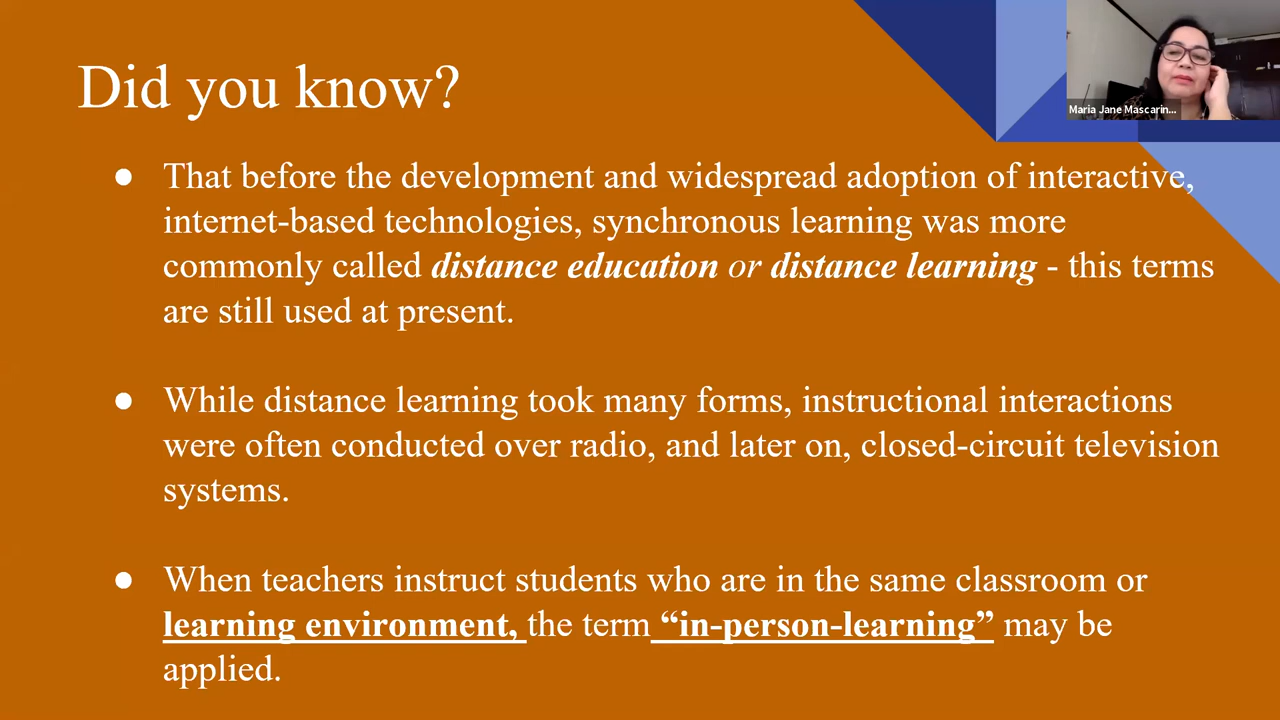 Did you know?
Maria Jane Mascarin...
● That before the development and widespread adoption of interactive,
internet-based technologies, synchronous learning was more
commonly called distance education or distance learning - this terms
are still used at present.
● While distance learning took many forms, instructional interactions
were often conducted over radio, and later on, closed-circuit television
systems.
● When teachers instruct students who are in the same classroom or
learning environment, the term “in-person-learning” may be
applied.